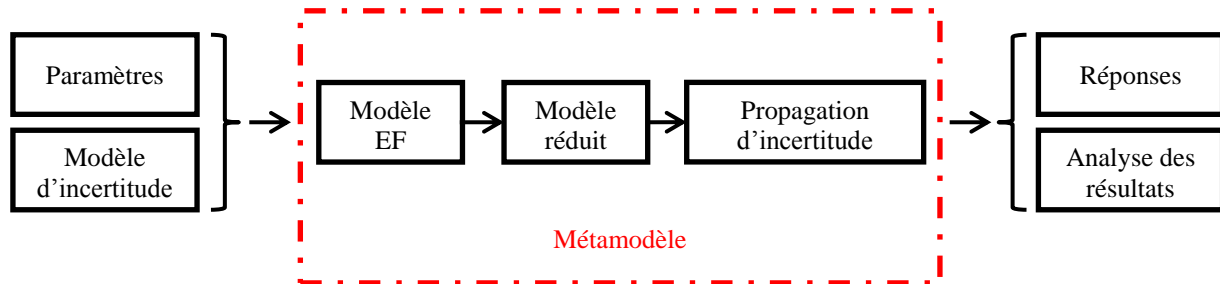 Paramètres
Modèle
d’incertitude
Modèle
EF
Modèle
réduit
Propagation
d’incertitude
Métamodèle
Réponses
Analyse des
résultats